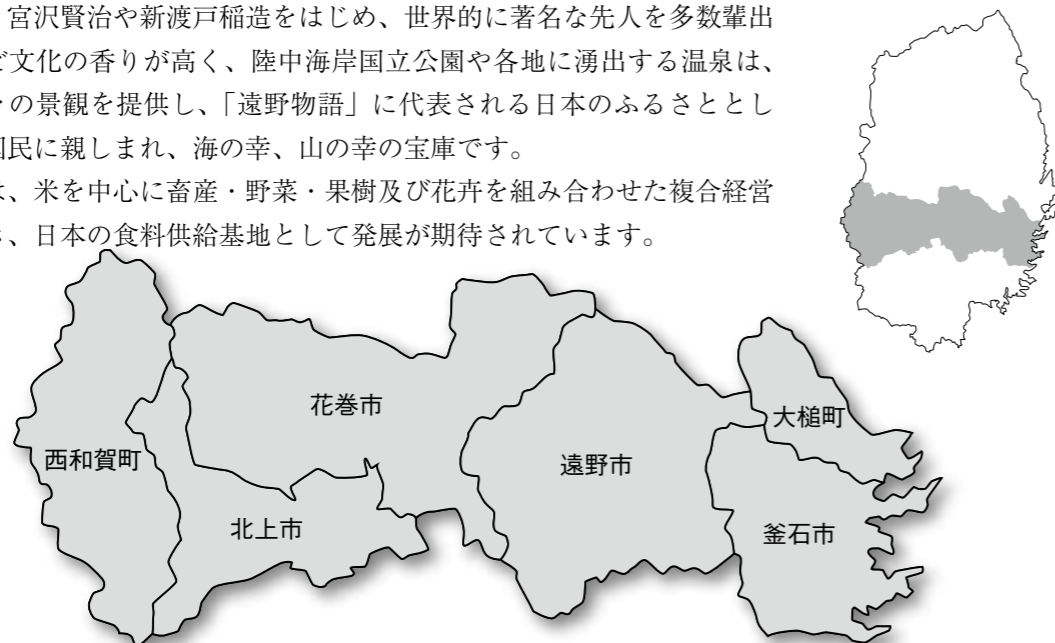 宮沢賢治や新渡戸稲造をはじめ、世界的に著名な先人を多数輩出
文化の香りが高く、陸中海岸国立公園や各地に湧出する温泉は、
の景観を提供し、「遠野物語」に代表される日本のふるさととし
国民に親しまれ、海の幸、山の幸の宝庫です。
、米を中心に畜産・野菜・果樹及び花卉を組み合わせた複合経営
、日本の食料供給基地として発展が期待されています。
花巻市
大槌町
西和賀町
遠野市
北上市
釜石市